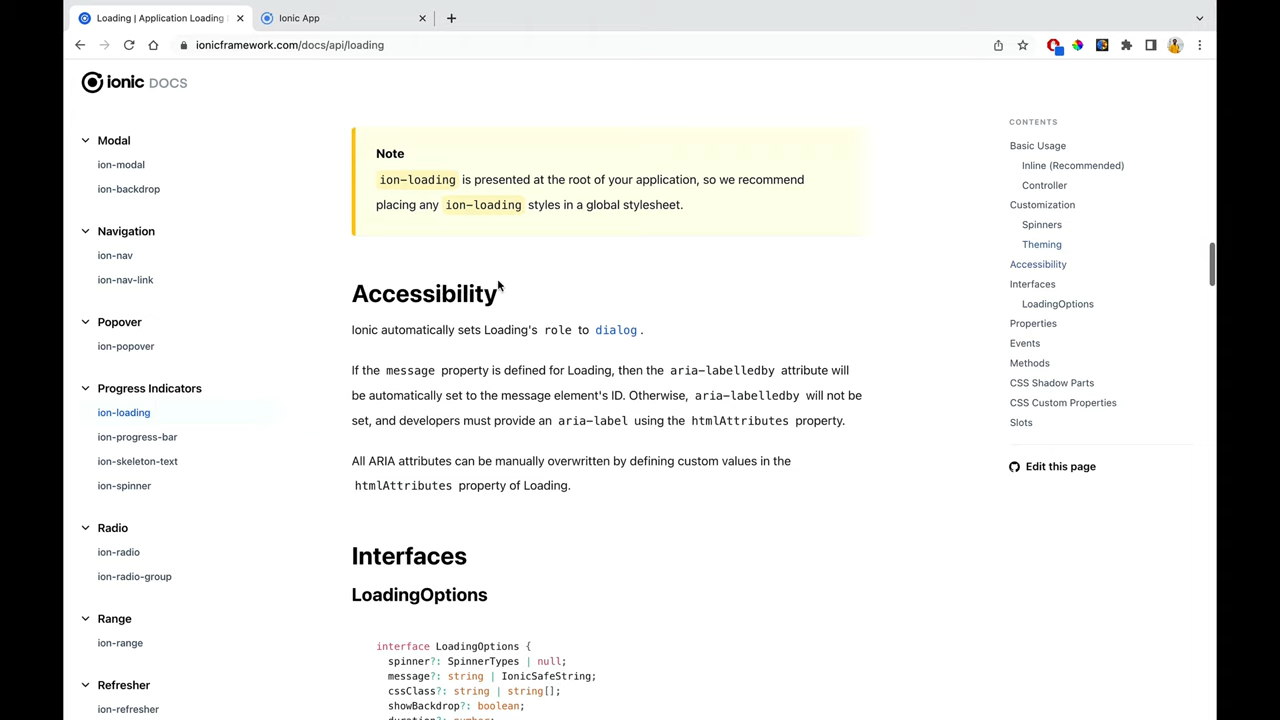 Loading | Application Loading
Ionic App
ionicframework.com/docs/api/loading
ionic DOCS
Modal
ion-modal
ion-backdrop
Navigation
ion-nav
ion-nav-link
Popover
ion-popover
Progress Indicators
ion-loading
ion-progress-bar
ion-skeleton-text
ion-spinner
Radio
ion-radio
ion-radio-group
Range
ion-range
Refresher
ion-refresher
Note
ion-loading is presented at the root of your application, so we recommend
placing any ion-loading styles in a global stylesheet.
Accessibility
Ionic automatically sets Loading's role to dialog.
If the message property is defined for Loading, then the aria-labelledby attribute will
be automatically set to the message element's ID. Otherwise, aria-labelledby will not be
set, and developers must provide an aria-label using the htmlAttributes property.
All ARIA attributes can be manually overwritten by defining custom values in the
htmlAttributes property of Loading.
Interfaces
LoadingOptions
interface LoadingOptions {
spinner?: SpinnerTypes | null;
message?: string | IonicSafeString;
cssClass?: string | string[];
showBackdrop?: boolean;
duration?: number;
CONTENTS
Basic Usage
Inline (Recommended)
Controller
Customization
Spinners
Theming
Accessibility
Interfaces
LoadingOptions
Properties
Events
Methods
CSS Shadow Parts
CSS Custom Properties
Slots
Edit this page